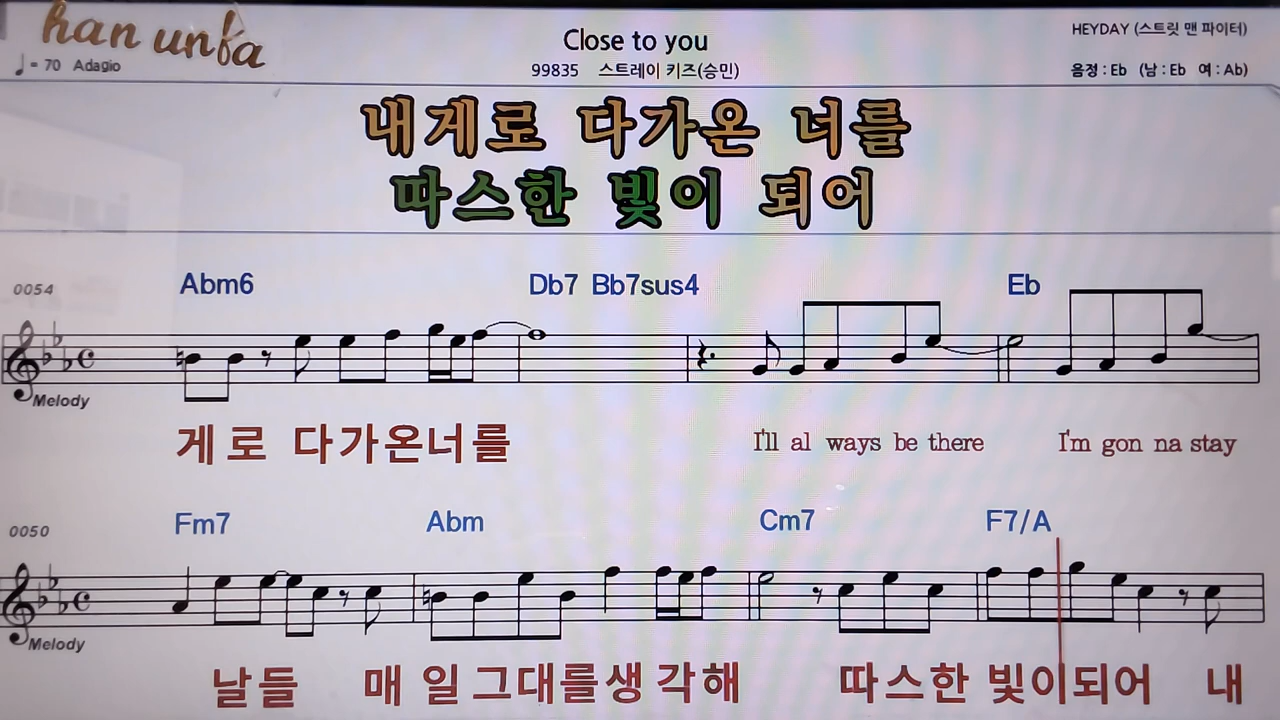 han unfa
Close to you
HEYDAY (스트릿 맨 파이터)
♩= 70 Adagio
99835 스트레이 키즈(승민)
음정 : Eb (남 : Eb 여 : Ab)
내게로 다가온 너를
따스한 빛이 되어
0054 Abm6 Db7 Bb7sus4 Eb
Melody
게 로 다가온너를 I'll al ways be there I'm gon na stay
0050 Fm7 Abm Cm7 F7/A
Melody
날들 매 일 그대를생 각해 따스한 빛이되어 내